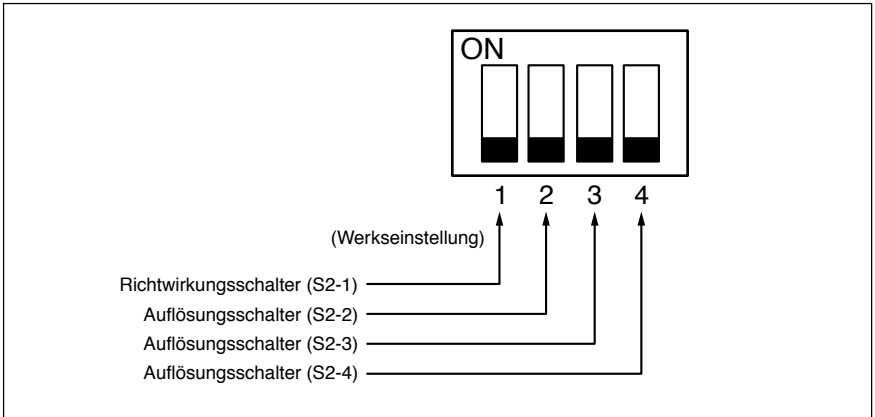 ON
1 2 3 4
(Werkseinstellung)
Richtwirkungsschalter (S2-1)
Auflösungsschalter (S2-2)
Auflösungsschalter (S2-3)
Auflösungsschalter (S2-4)